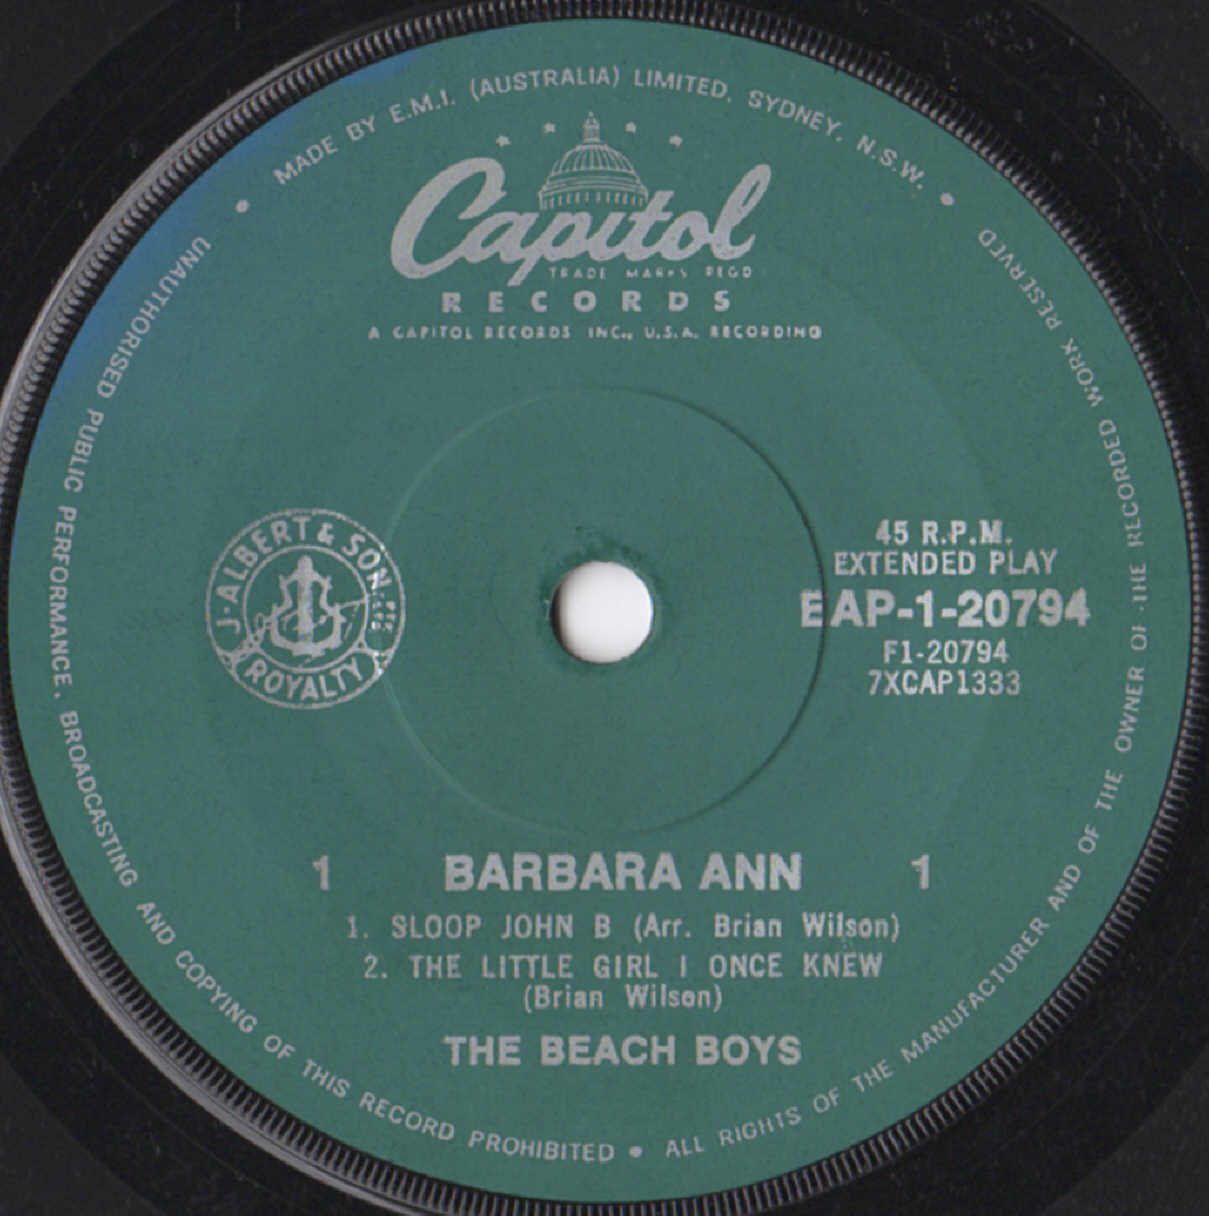 MADE BY E.M.I. (AUSTRALIA) LIMITED. SYDNEY. N.S.W. •
Capitol
TRADE MARKS REGD
RECORDS
A CAPITOL RECORDS INC., U.S.A. RECORDING
J. ALBERT & SON
ROYALTY
45 R.P.M.
EXTENDED PLAY
EAP-1-20794
F1-20794
7XCAP1333
1 BARBARA ANN 1
1. SLOOP JOHN B (Arr. Brian Wilson)
2. THE LITTLE GIRL I ONCE KNEW
(Brian Wilson)
THE BEACH BOYS
• UNAUTHORISED PUBLIC PERFORMANCE, BROADCASTING AND COPYING OF THIS RECORD PROHIBITED • ALL RIGHTS OF THE MANUFACTURER AND OF THE OWNER OF THE RECORDED WORK RESERVED